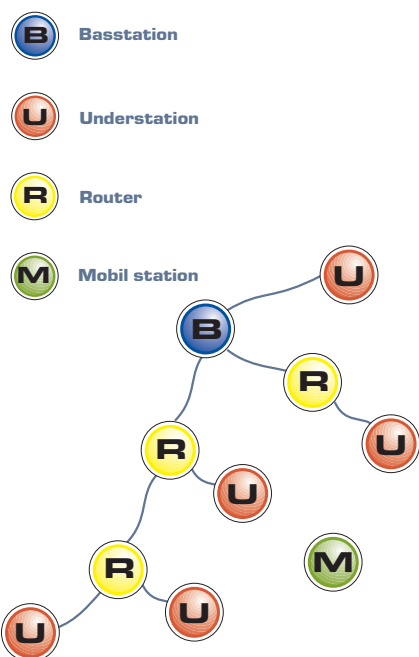 B Basstation
U Understation
R Router
M Mobil station
U
B
R
U
R
U
M
R
U
U